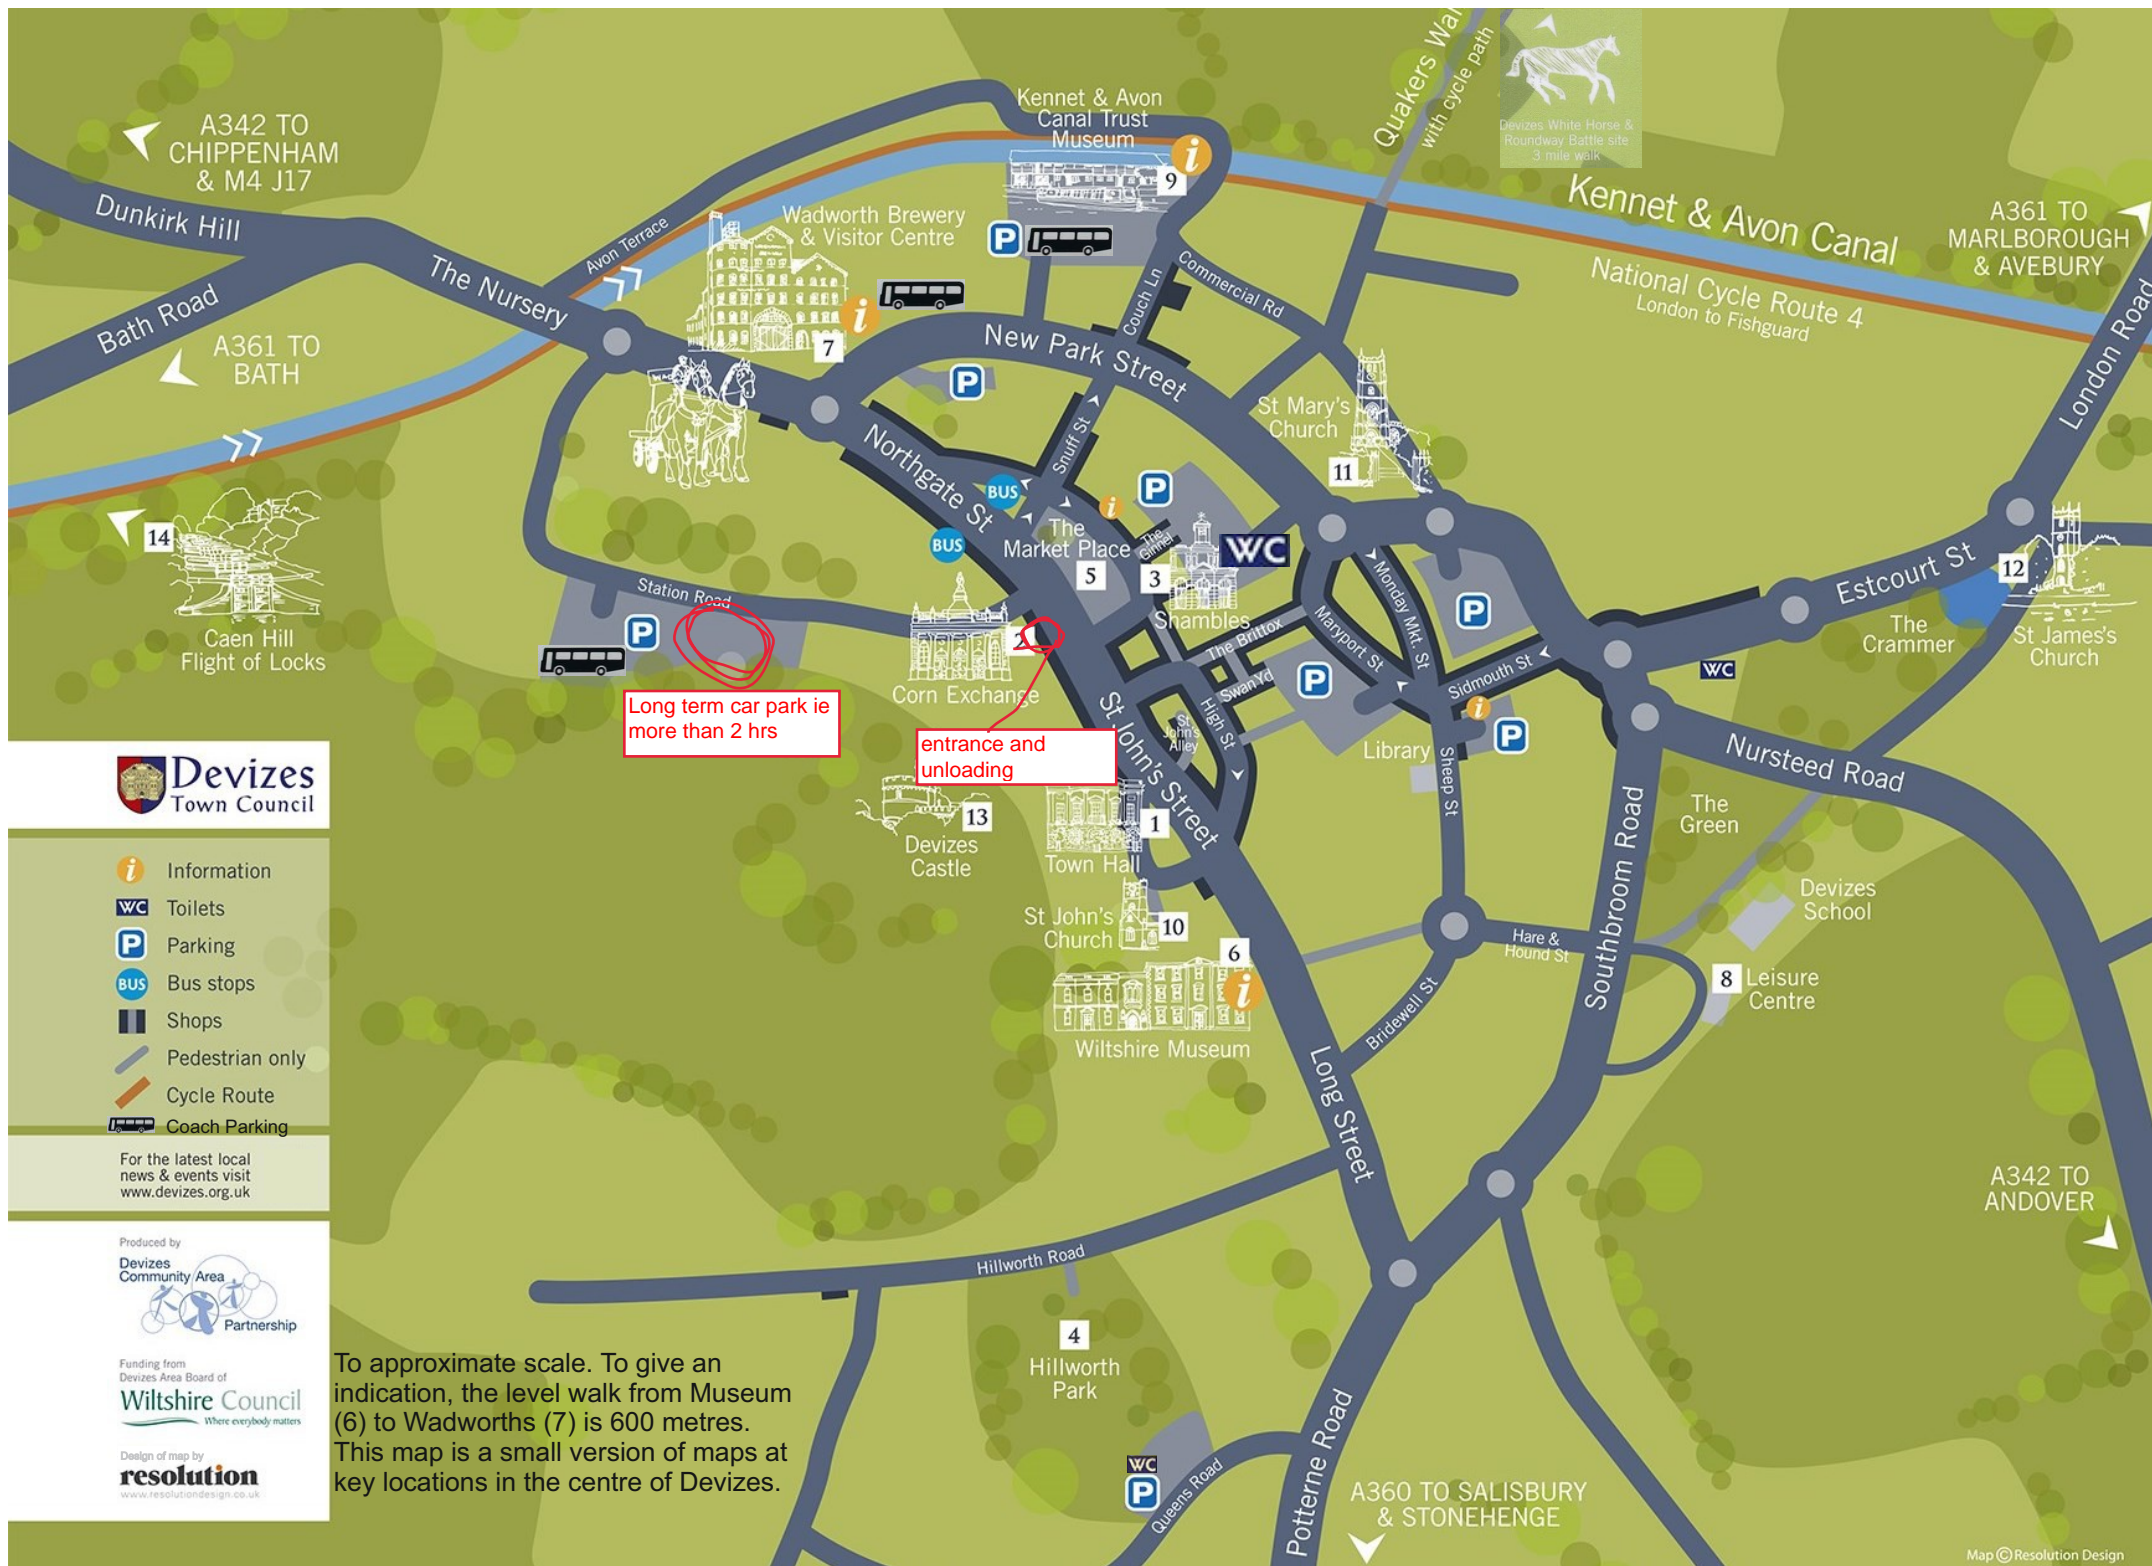 Quakers Walk
with cycle path
Devizes White Horse &
Roundway Battle site
3 mile walk
A342 TO
CHIPPENHAM
& M4 J17
Kennet & Avon
Canal Trust
Museum
9
Kennet & Avon Canal
National Cycle Route 4
London to Fishguard
A361 TO
MARLBOROUGH
& AVEBURY
Dunkirk Hill
Bath Road
A361 TO
BATH
The Nursery
Avon Terrace
Wadworth Brewery
& Visitor Centre
P
7
Commercial Rd
Couch Ln
New Park Street
London Road
P
St Mary's
Church
11
Northgate St
Snuff St
BUS
BUS
P
The
Market Place
5
The
Ginnel
3
WC
Shambles
14
Caen Hill
Flight of Locks
Station Road
P
2
Corn Exchange
Long term car park ie
more than 2 hrs
entrance and
unloading
The Brittox
Maryport St
Monday Mkt. St
P
Sidmouth St
Swan Yd
P
High St
St
John's
Alley
St John's Street
Library
P
Sheep St
WC
Estcourt St
The
Crammer
12
St James's
Church
Nursteed Road
The
Green
Devizes
School
Southbroom Road
13
Devizes
Castle
1
Town Hall
St John's
Church
10
6
Wiltshire Museum
Hare &
Hound St
8
Leisure
Centre
Bridewell St
Long Street
A342 TO
ANDOVER
Hillworth Road
4
Hillworth
Park
WC
P
Queens Road
Potterne Road
A360 TO SALISBURY
& STONEHENGE
Devizes
Town Council
Information
WC Toilets
P Parking
BUS Bus stops
Shops
Pedestrian only
Cycle Route
Coach Parking
For the latest local
news & events visit
www.devizes.org.uk
Produced by
Devizes
Community Area
Partnership
Funding from
Devizes Area Board of
Wiltshire Council
Where everybody matters
Design of map by
resolution
www.resolutiondesign.co.uk
To approximate scale. To give an
indication, the level walk from Museum
(6) to Wadworths (7) is 600 metres.
This map is a small version of maps at
key locations in the centre of Devizes.
Map © Resolution Design